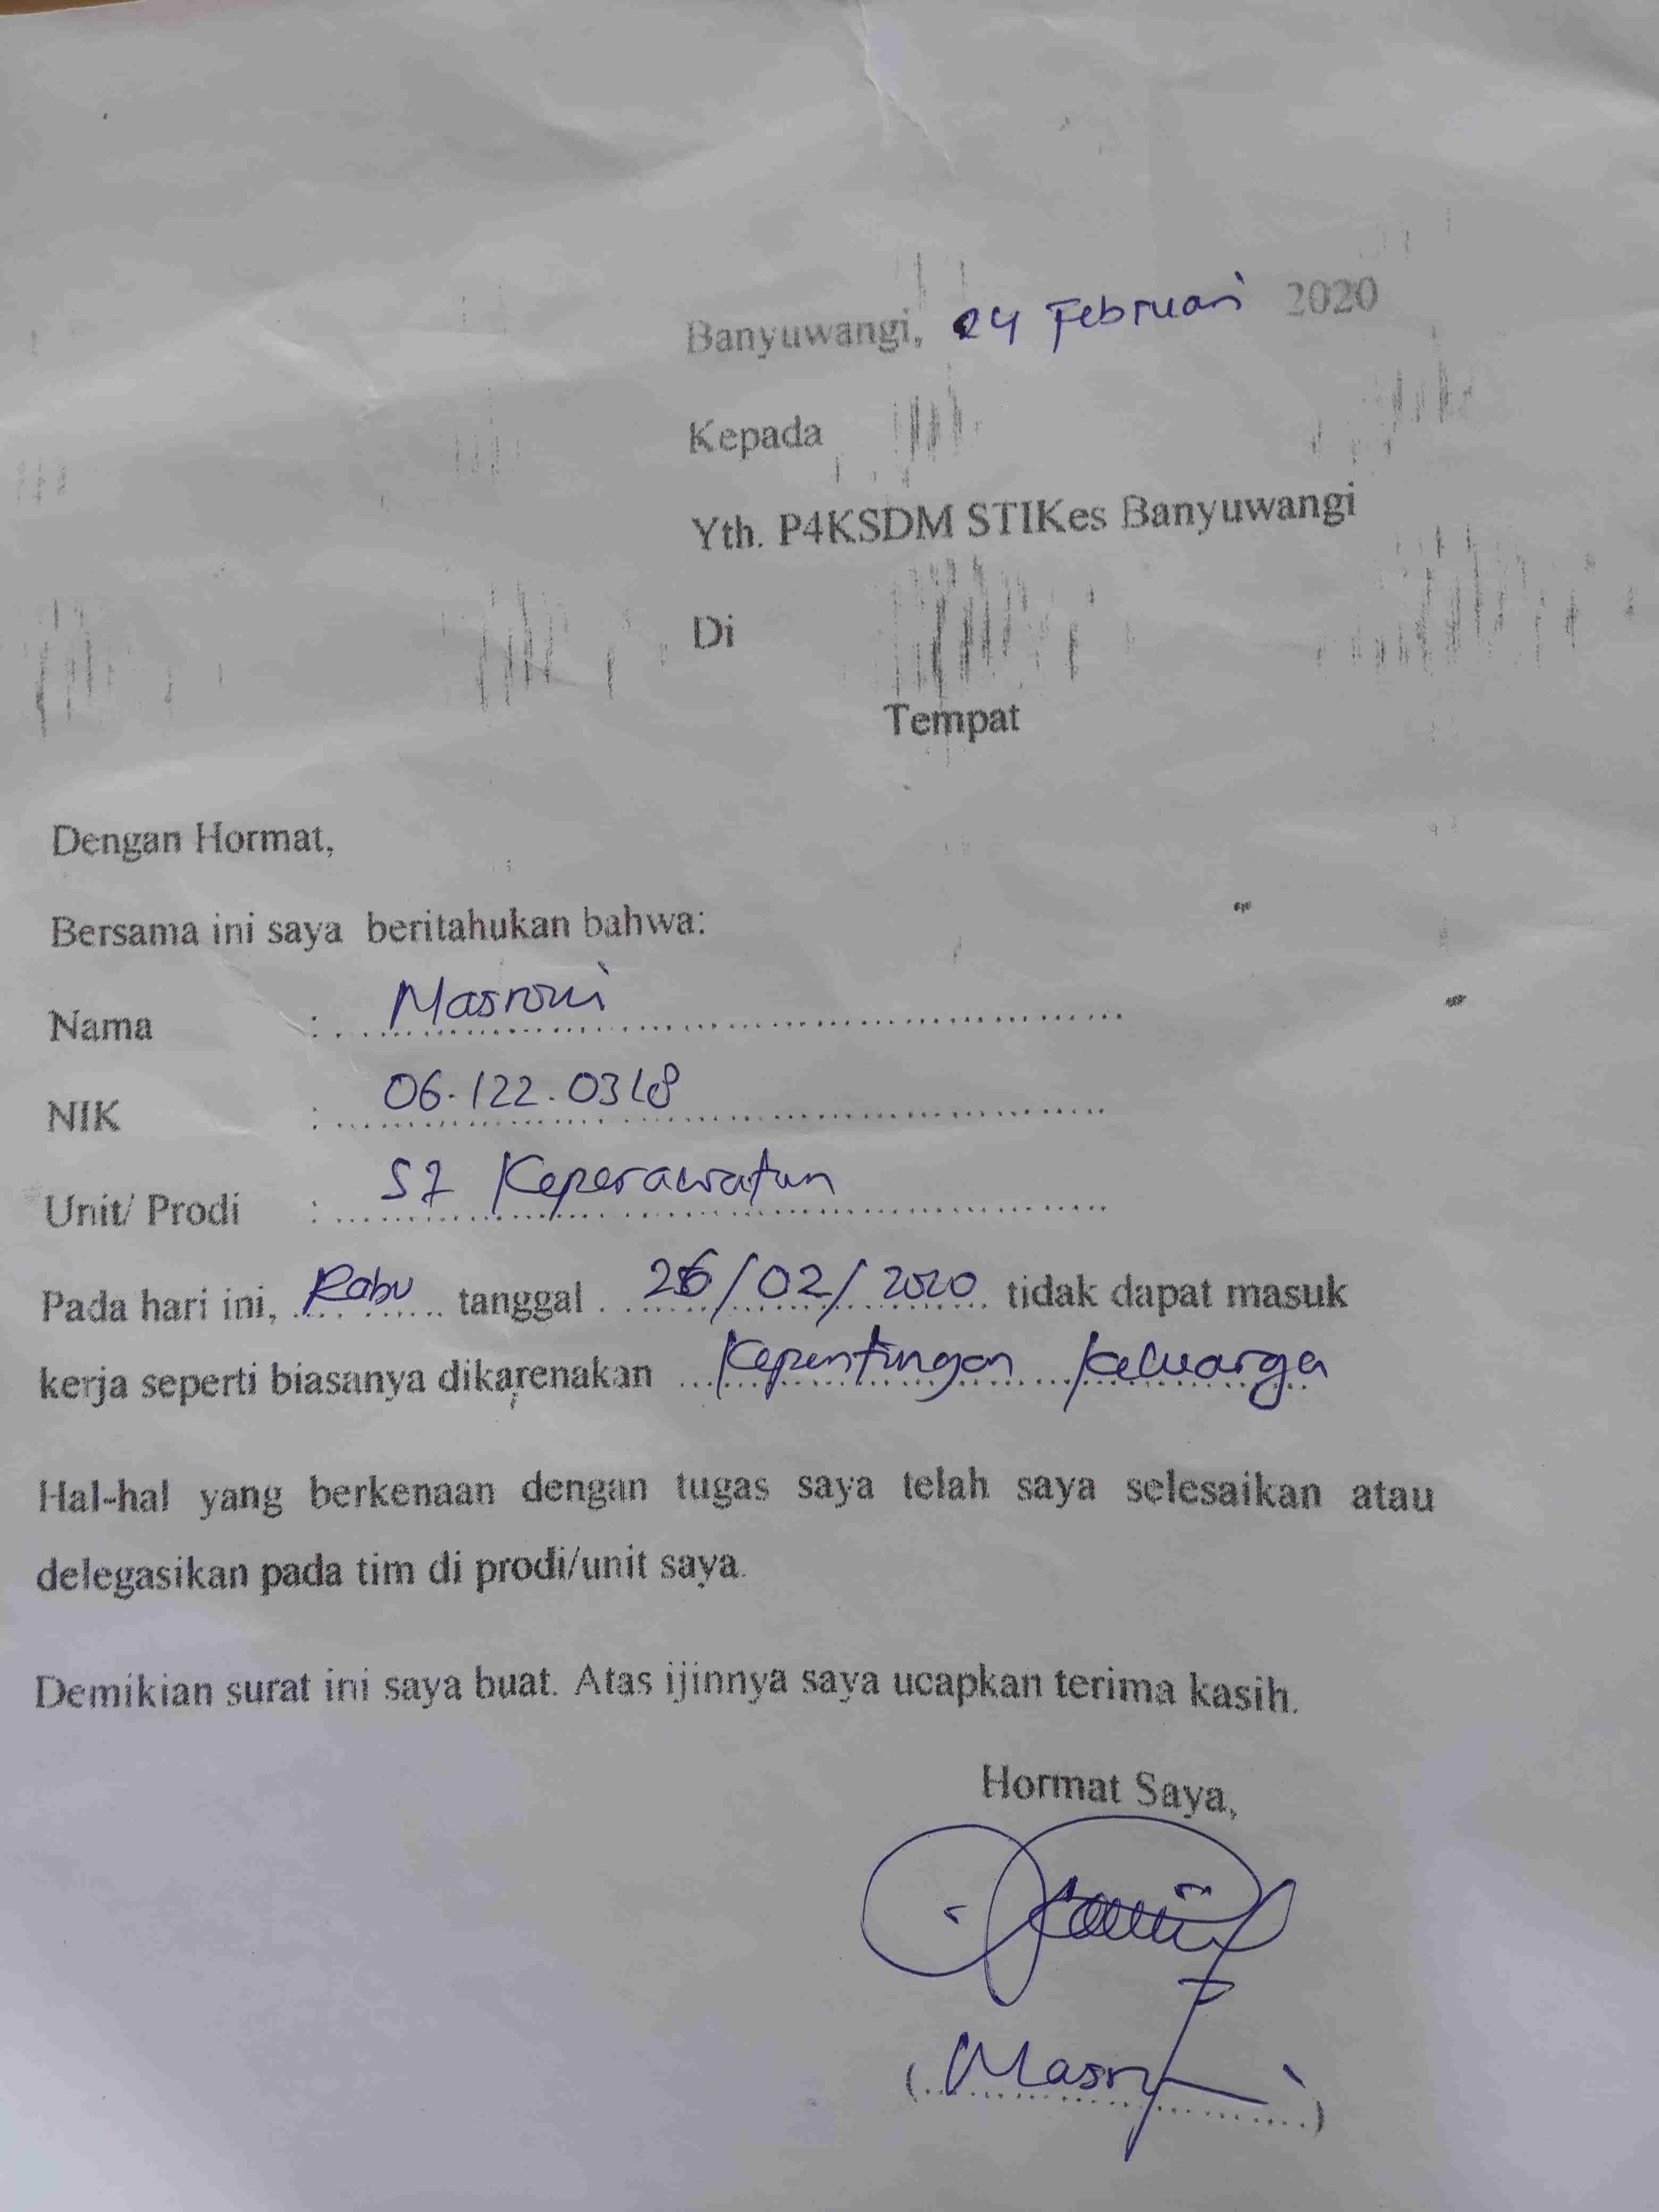 Banyuwangi, 24 Februari 2020
Kepada
Yth. P4KSDM STIKes Banyuwangi
Di
Tempat
Dengan Hormat,
Bersama ini saya beritahukan bahwa:
Nama : Masroni
NIK : 06.122.0318
Unit/ Prodi : S1 Keperawatan
Pada hari ini, Rabu tanggal 26/02/2020 tidak dapat masuk
kerja seperti biasanya dikarenakan Kepentingan Keluarga
Hal-hal yang berkenaan dengan tugas saya telah saya selesaikan atau
delegasikan pada tim di prodi/unit saya.
Demikian surat ini saya buat. Atas ijinnya saya ucapkan terima kasih.
Hormat Saya,